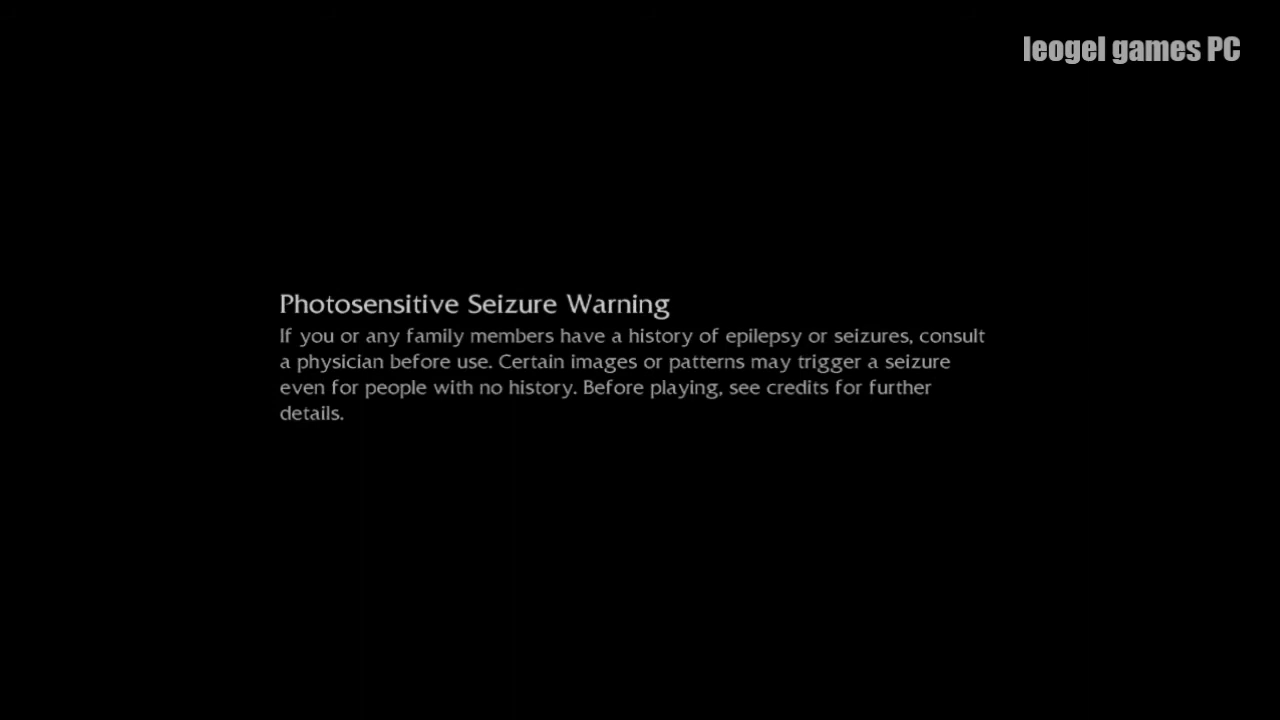 leogel games PC
Photosensitive Seizure Warning
If you or any family members have a history of epilepsy or seizures, consult
a physician before use. Certain images or patterns may trigger a seizure
even for people with no history. Before playing, see credits for further
details.